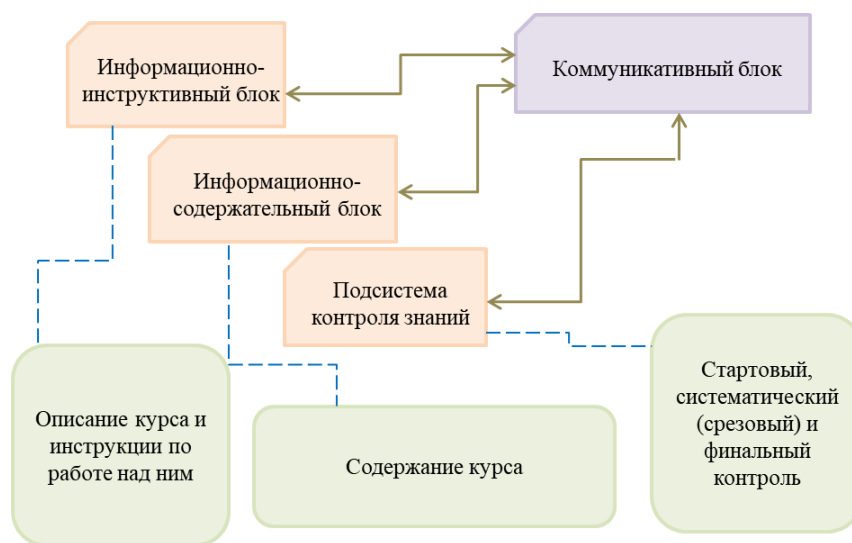 Информационно-
инструктивный блок
Коммуникативный блок
Информационно-
содержательный блок
Подсистема
контроля знаний
Описание курса и
инструкции по
работе над ним
Содержание курса
Стартовый,
систематический
(срезовый) и
финальный
контроль